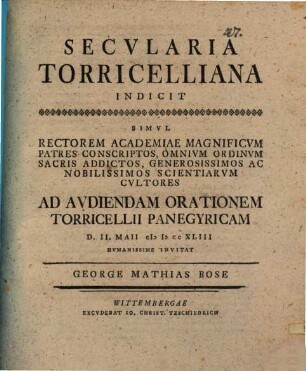 27.
SECVLARIA
TORRICELLIANA
INDICIT
SIMVL
RECTOREM ACADEMIAE MAGNIFICVM
PATRES CONSCRIPTOS, OMNIVM ORDINVM
SACRIS ADDICTOS, GENEROSISSIMOS AC
NOBILISSIMOS SCIENTIARVM
CVLTORES
AD AVDIENDAM ORATIONEM
TORRICELLII PANEGYRICAM
D. II. MAII cIↃ IↃ cc XLIII
HVMANISSIME INVITAT
GEORGE MATHIAS BOSE
WITTEMBERGAE
EXCVDEBAT IO. CHRIST. TZSCHIEDRICH